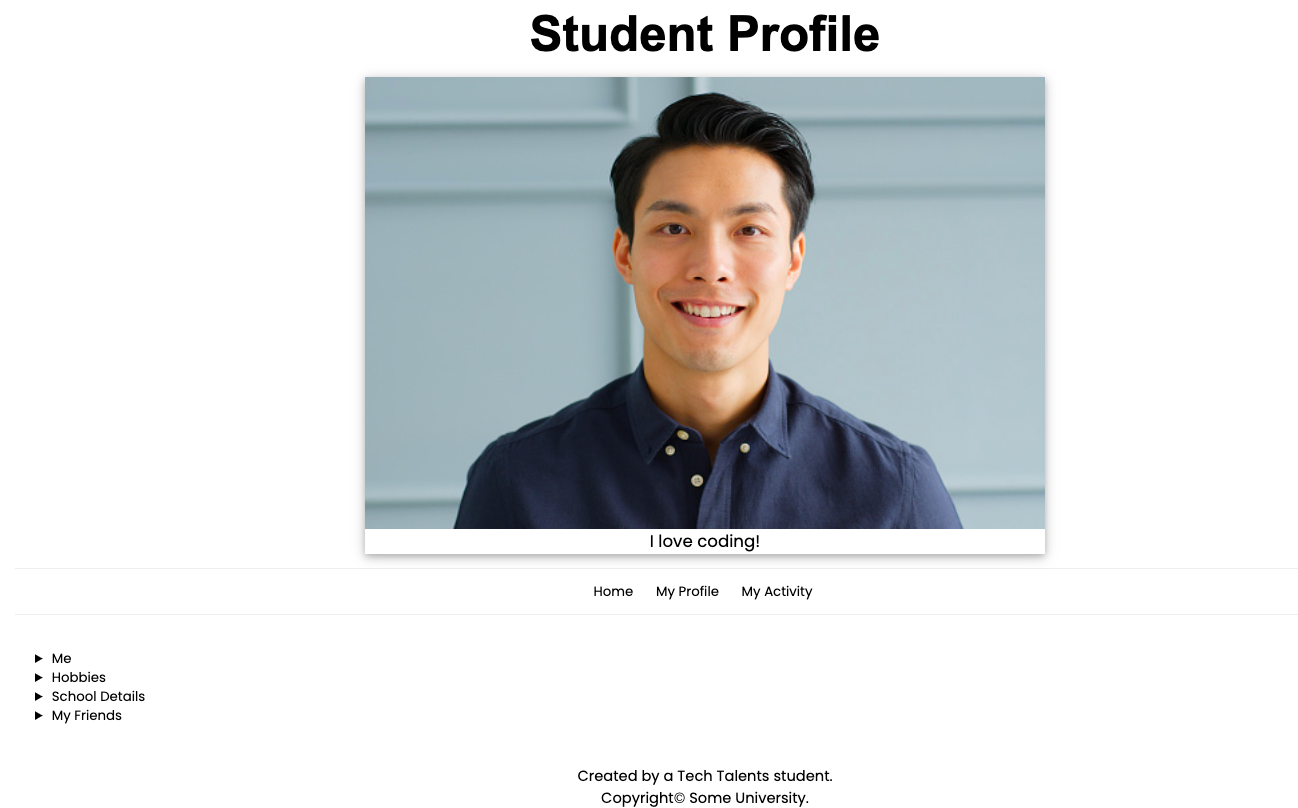 Student Profile
I love coding!
Home My Profile My Activity
Me
Hobbies
School Details
My Friends
Created by a Tech Talents student.
Copyright© Some University.